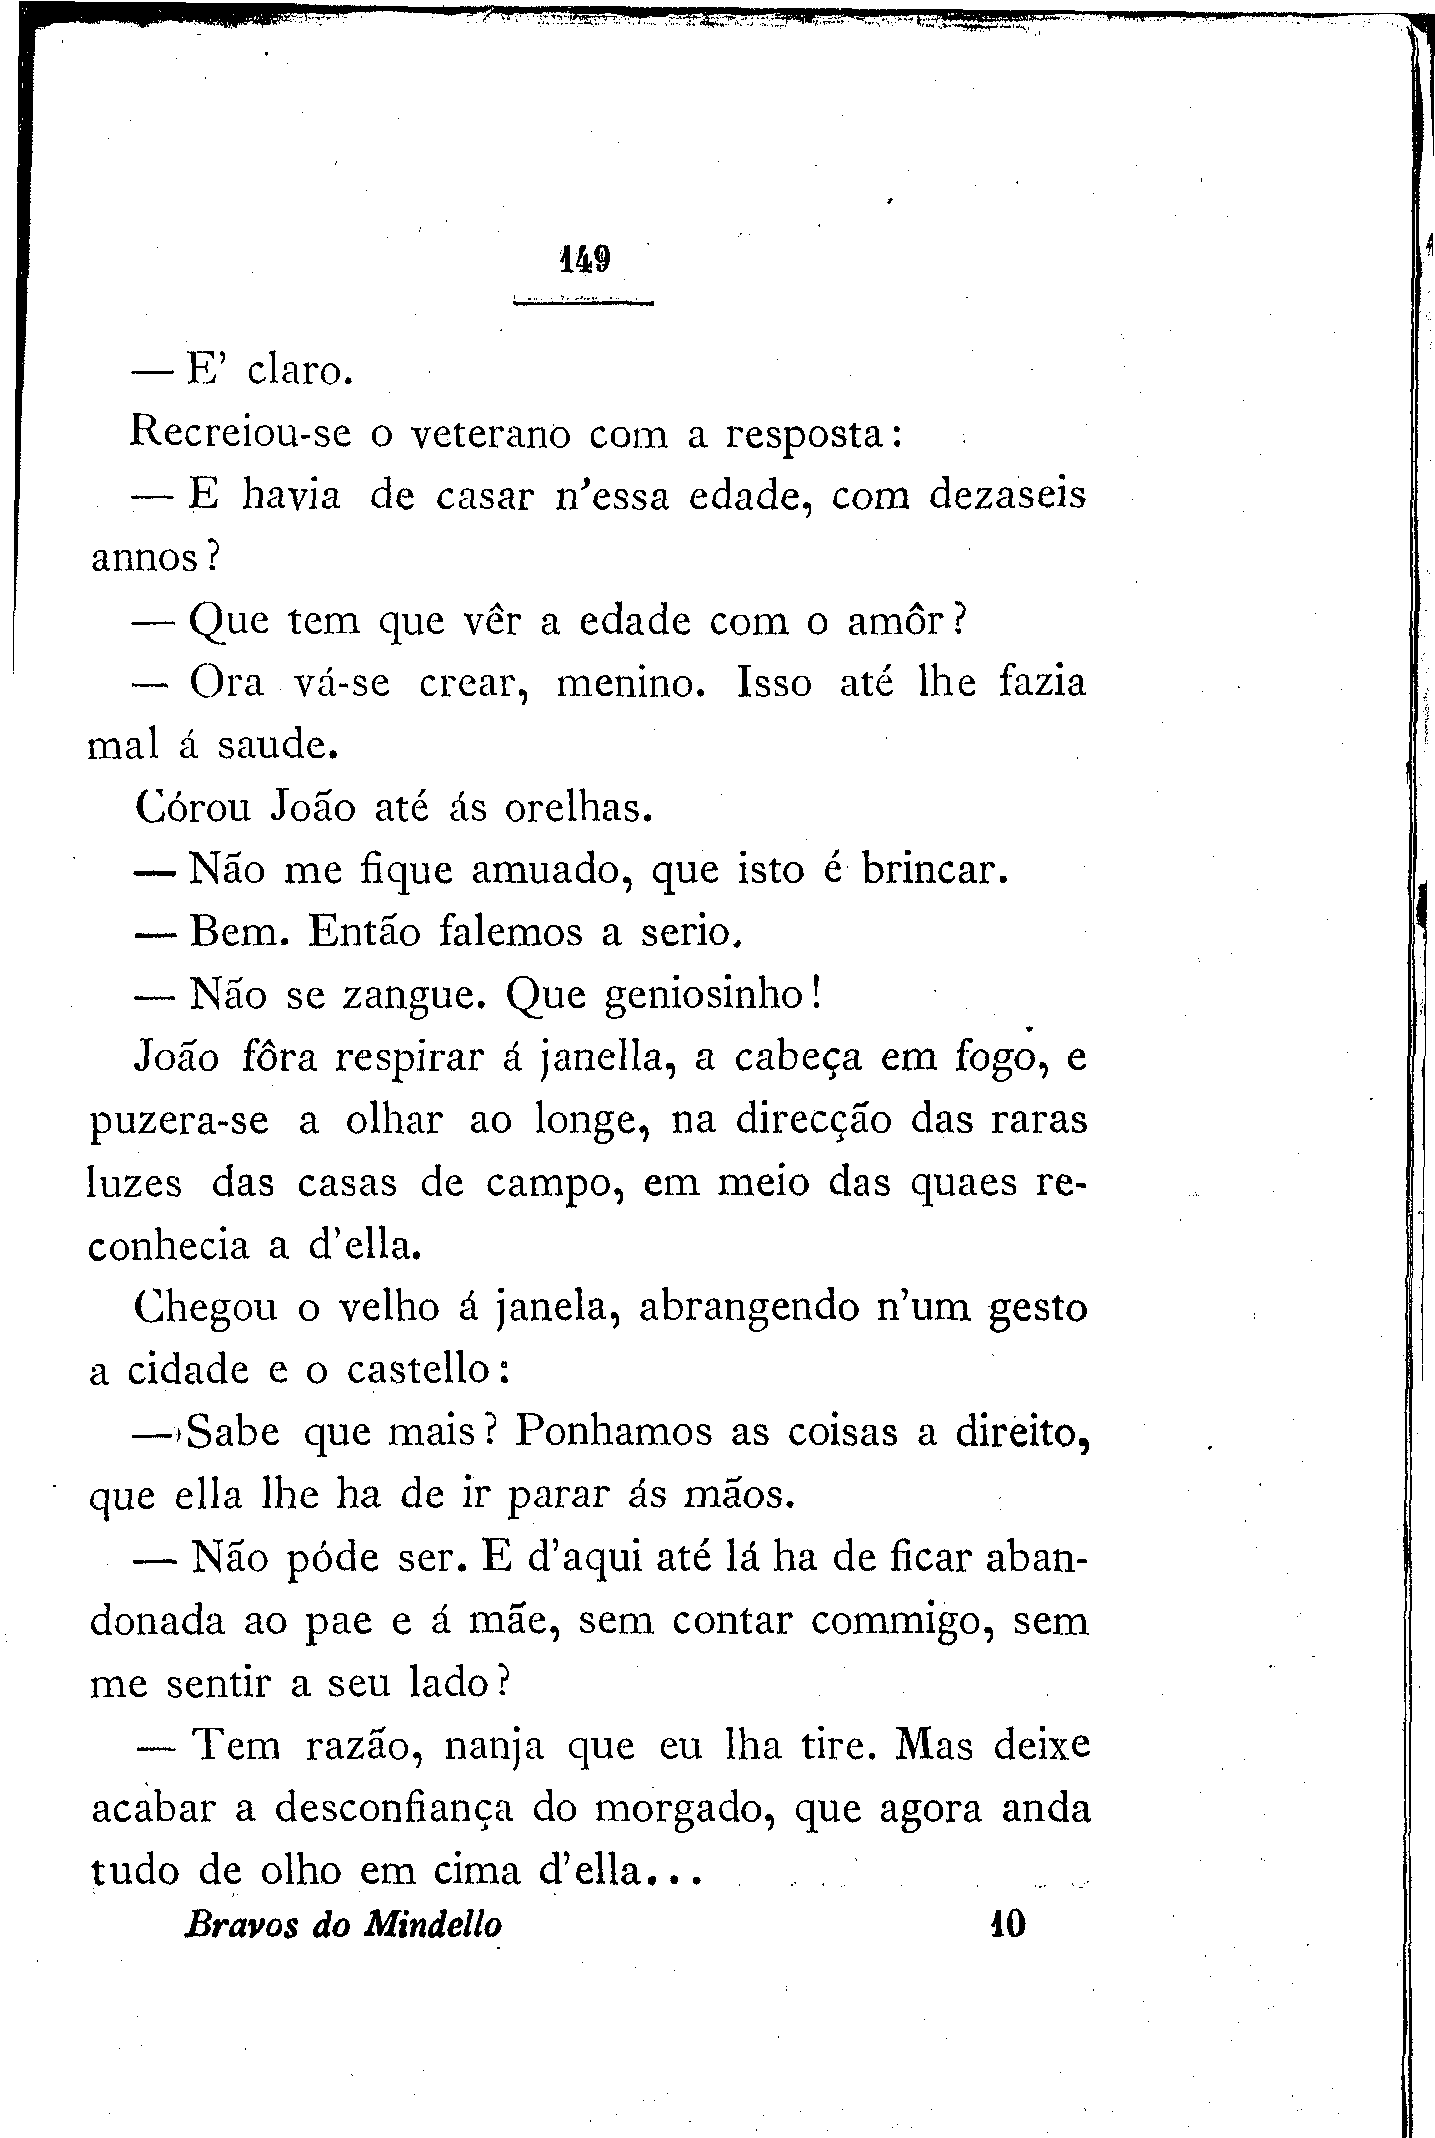 149
— E' claro.
Recreiou-se o veterano com a resposta:
— E havia de casar n'essa edade, com dezaseis
annos?
— Que tem que vêr a edade com o amôr?
— Ora vá-se crear, menino. Isso até lhe fazia
mal á saude.
Córou João até ás orelhas.
— Não me fique amuado, que isto é brincar.
— Bem. Então falemos a serio.
— Não se zangue. Que geniosinho!
João fôra respirar á janella, a cabeça em fogo, e
puzera-se a olhar ao longe, na direcção das raras
luzes das casas de campo, em meio das quaes re-
conhecia a d'ella.
Chegou o velho á janela, abrangendo n'um gesto
a cidade e o castello:
— Sabe que mais? Ponhamos as coisas a direito,
que ella lhe ha de ir parar ás mãos.
— Não póde ser. E d'aqui até lá ha de ficar aban-
donada ao pae e á mãe, sem contar commigo, sem
me sentir a seu lado?
— Tem razão, nanja que eu lha tire. Mas deixe
acabar a desconfiança do morgado, que agora anda
tudo de olho em cima d'ella...
Bravos do Mindello 10